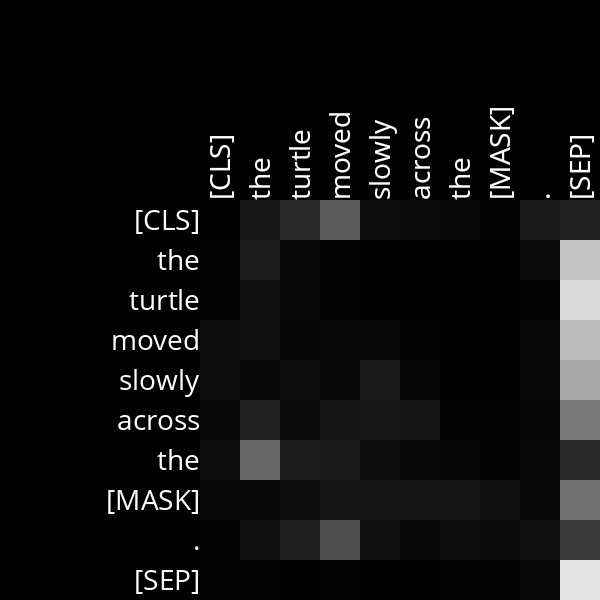 [CLS] the turtle moved slowly across the [MASK] . [SEP]
[CLS]
the
turtle
moved
slowly
across
the
[MASK]
.
[SEP]